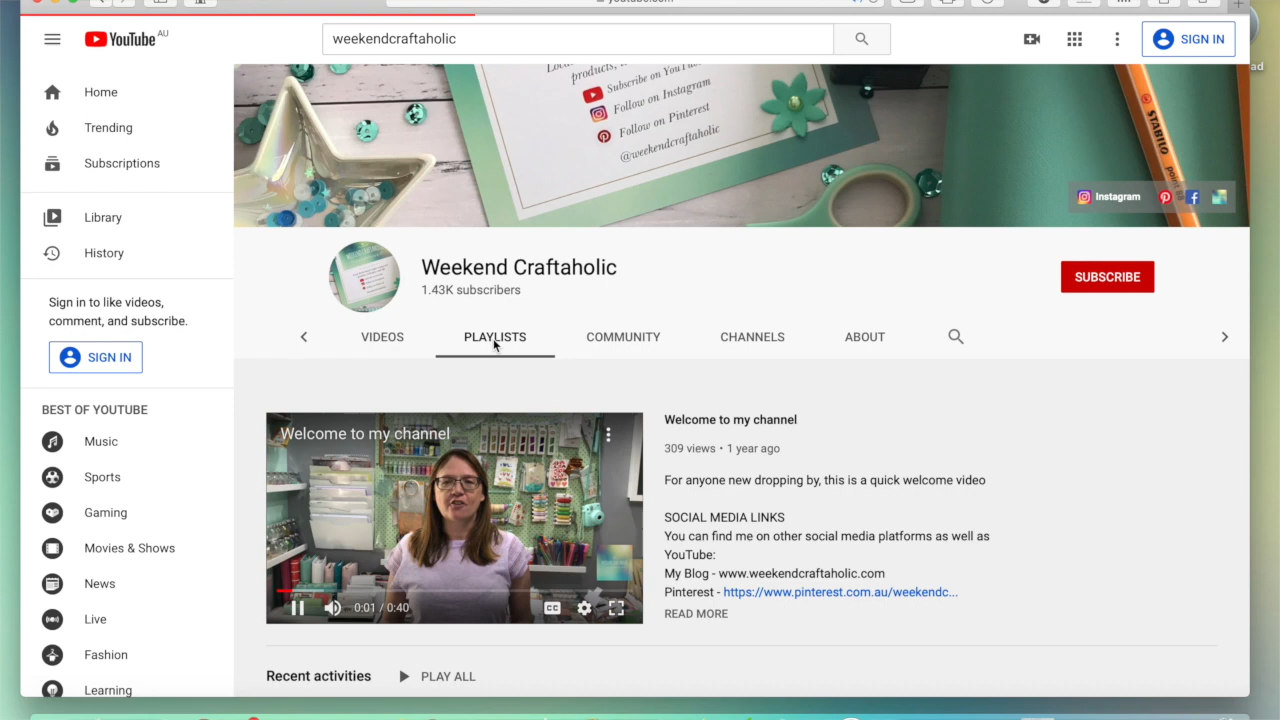 YouTube AU
weekendcraftaholic
SIGN IN
Home
Trending
Subscriptions
Library
History
Sign in to like videos,
comment, and subscribe.
SIGN IN
BEST OF YOUTUBE
Music
Sports
Gaming
Movies & Shows
News
Live
Fashion
Learning
products,
Subscribe on YouTube
Follow on Instagram
Follow on Pinterest
@weekendcraftaholic
STABILO
point 88
Instagram
Weekend Craftaholic
1.43K subscribers
SUBSCRIBE
VIDEOS
PLAYLISTS
COMMUNITY
CHANNELS
ABOUT
Welcome to my channel
0:01 / 0:40
CC
Welcome to my channel
309 views • 1 year ago
For anyone new dropping by, this is a quick welcome video
SOCIAL MEDIA LINKS
You can find me on other social media platforms as well as
YouTube:
My Blog - www.weekendcraftaholic.com
Pinterest - https://www.pinterest.com.au/weekendc...
READ MORE
Recent activities
PLAY ALL